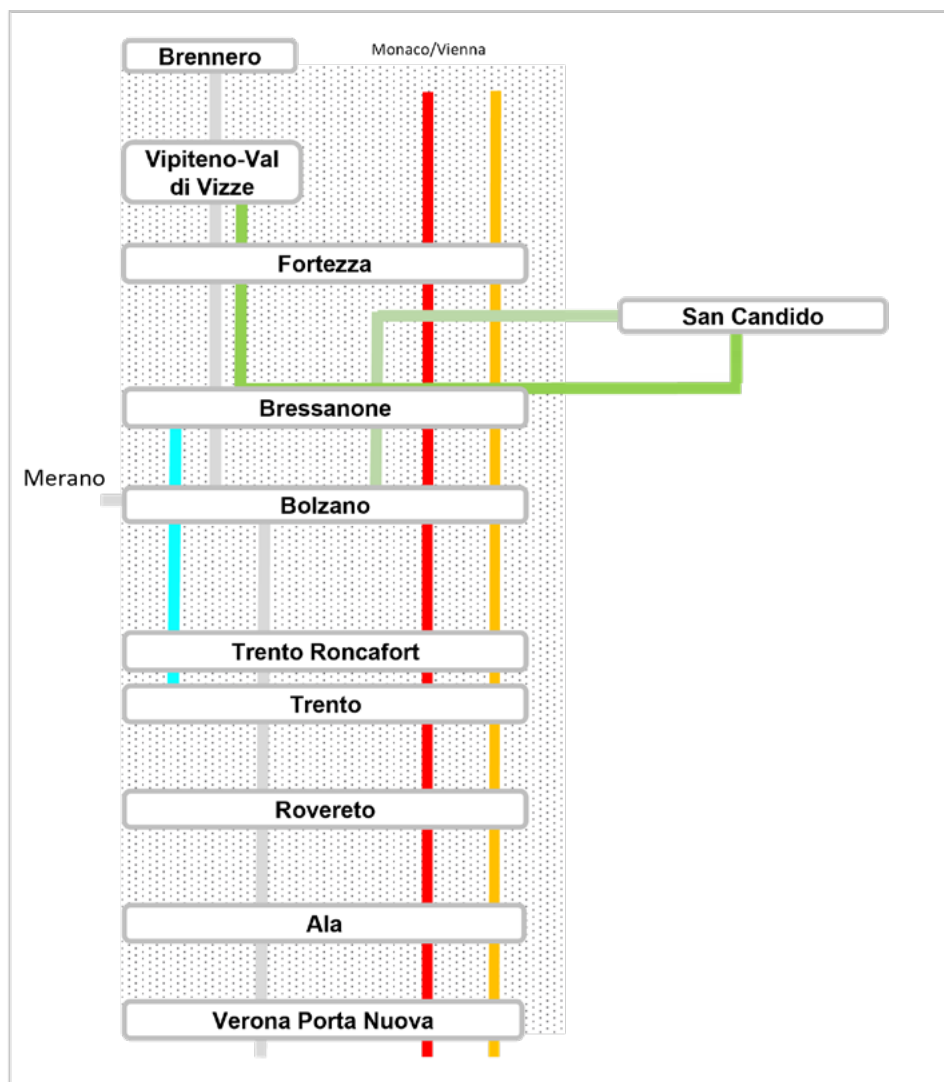 Monaco/Vienna
Brennero
Vipiteno-Val
di Vizze
Fortezza
San Candido
Bressanone
Merano
Bolzano
Trento Roncafort
Trento
Rovereto
Ala
Verona Porta Nuova